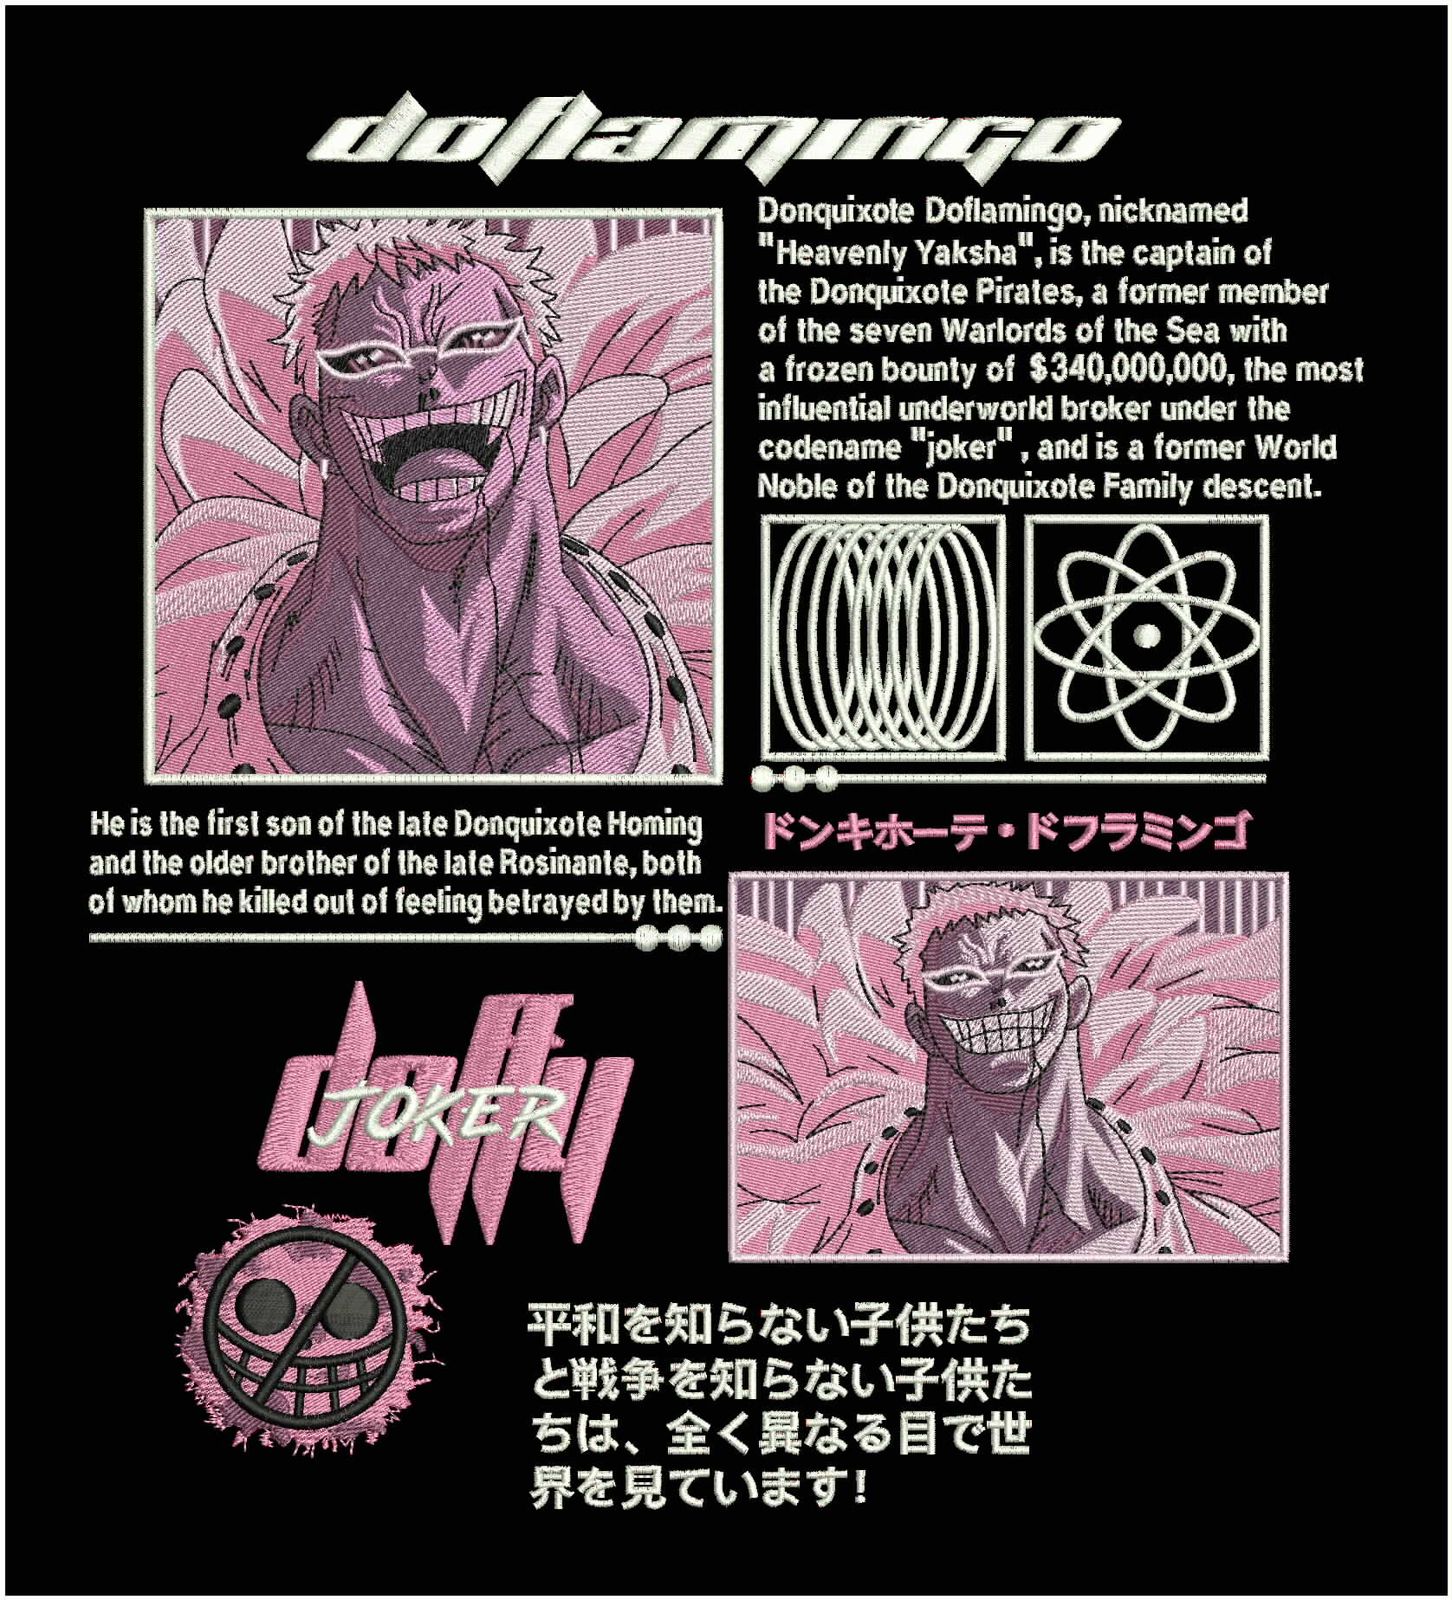 doflamingo
Donquixote Doflamingo, nicknamed
"Heavenly Yaksha", is the captain of
the Donquixote Pirates, a former member
of the seven Warlords of the Sea with
a frozen bounty of $340,000,000, the most
influential underworld broker under the
codename "joker" , and is a former World
Noble of the Donquixote Family descent.
He is the first son of the late Donquixote Homing
and the older brother of the late Rosinante, both
of whom he killed out of feeling betrayed by them.
ドンキホーテ・ドフラミンゴ
doffy
JOKER
平和を知らない子供たち
と戦争を知らない子供た
ちは、全く異なる目で世
界を見ています!